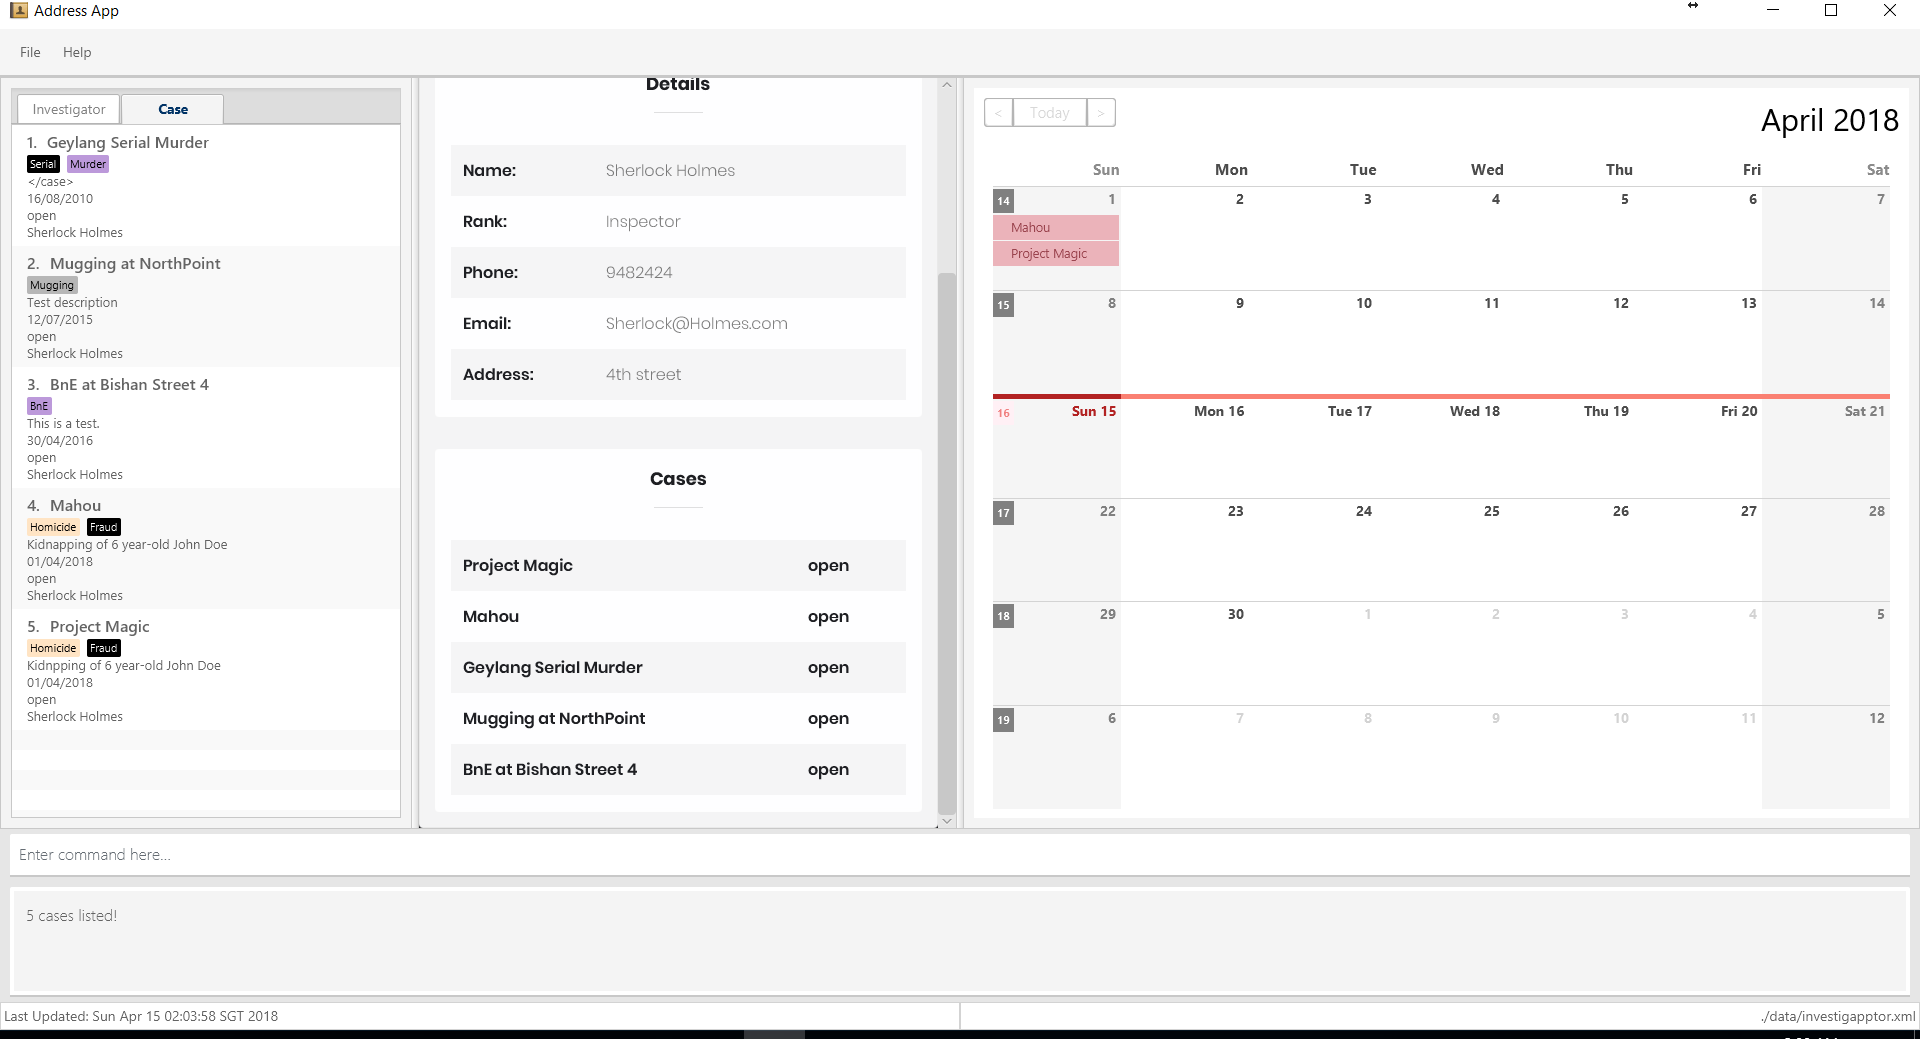 Address App
File Help
Investigator Case
1. Geylang Serial Murder
Serial Murder
</case>
16/08/2010
open
Sherlock Holmes
2. Mugging at NorthPoint
Mugging
Test description
12/07/2015
open
Sherlock Holmes
3. BnE at Bishan Street 4
BnE
This is a test.
30/04/2016
open
Sherlock Holmes
4. Mahou
Homicide Fraud
Kidnapping of 6 year-old John Doe
01/04/2018
open
Sherlock Holmes
5. Project Magic
Homicide Fraud
Kidnpping of 6 year-old John Doe
01/04/2018
open
Sherlock Holmes
Details
Name: Sherlock Holmes
Rank: Inspector
Phone: 9482424
Email: Sherlock@Holmes.com
Address: 4th street
Cases
Project Magic open
Mahou open
Geylang Serial Murder open
Mugging at NorthPoint open
BnE at Bishan Street 4 open
< Today >
April 2018
Sun Mon Tue Wed Thu Fri Sat
14 1 2 3 4 5 6 7
Mahou
Project Magic
15 8 9 10 11 12 13 14
16 Sun 15 Mon 16 Tue 17 Wed 18 Thu 19 Fri 20 Sat 21
17 22 23 24 25 26 27 28
18 29 30 1 2 3 4 5
19 6 7 8 9 10 11 12
Enter command here...
5 cases listed!
Last Updated: Sun Apr 15 02:03:58 SGT 2018
./data/investigapptor.xml